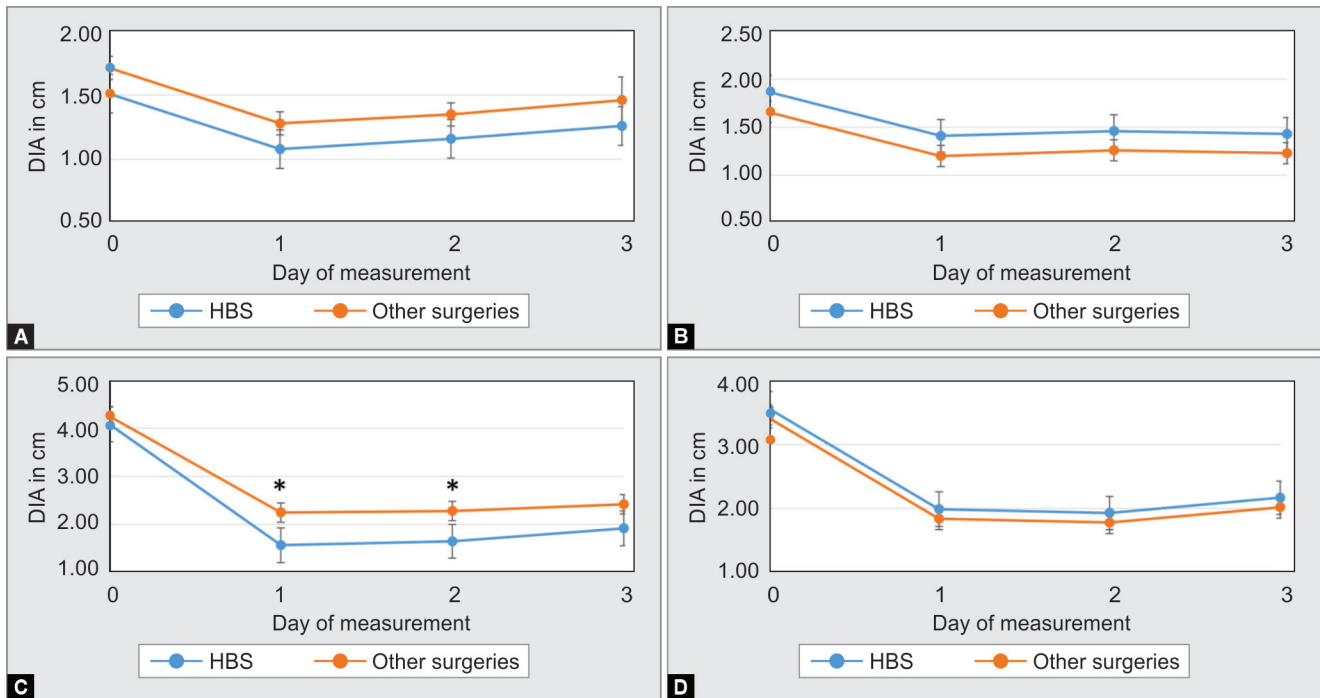 2.00
1.50
1.00
0.50
DIA in cm
0 1 2 3
Day of measurement
HBS Other surgeries
A
2.50
2.00
1.50
1.00
0.50
DIA in cm
0 1 2 3
Day of measurement
HBS Other surgeries
B
5.00
4.00
3.00
2.00
1.00
DIA in cm
* *
0 1 2 3
Day of measurement
HBS Other surgeries
C
4.00
3.00
2.00
1.00
DIA in cm
0 1 2 3
Day of measurement
HBS Other surgeries
D